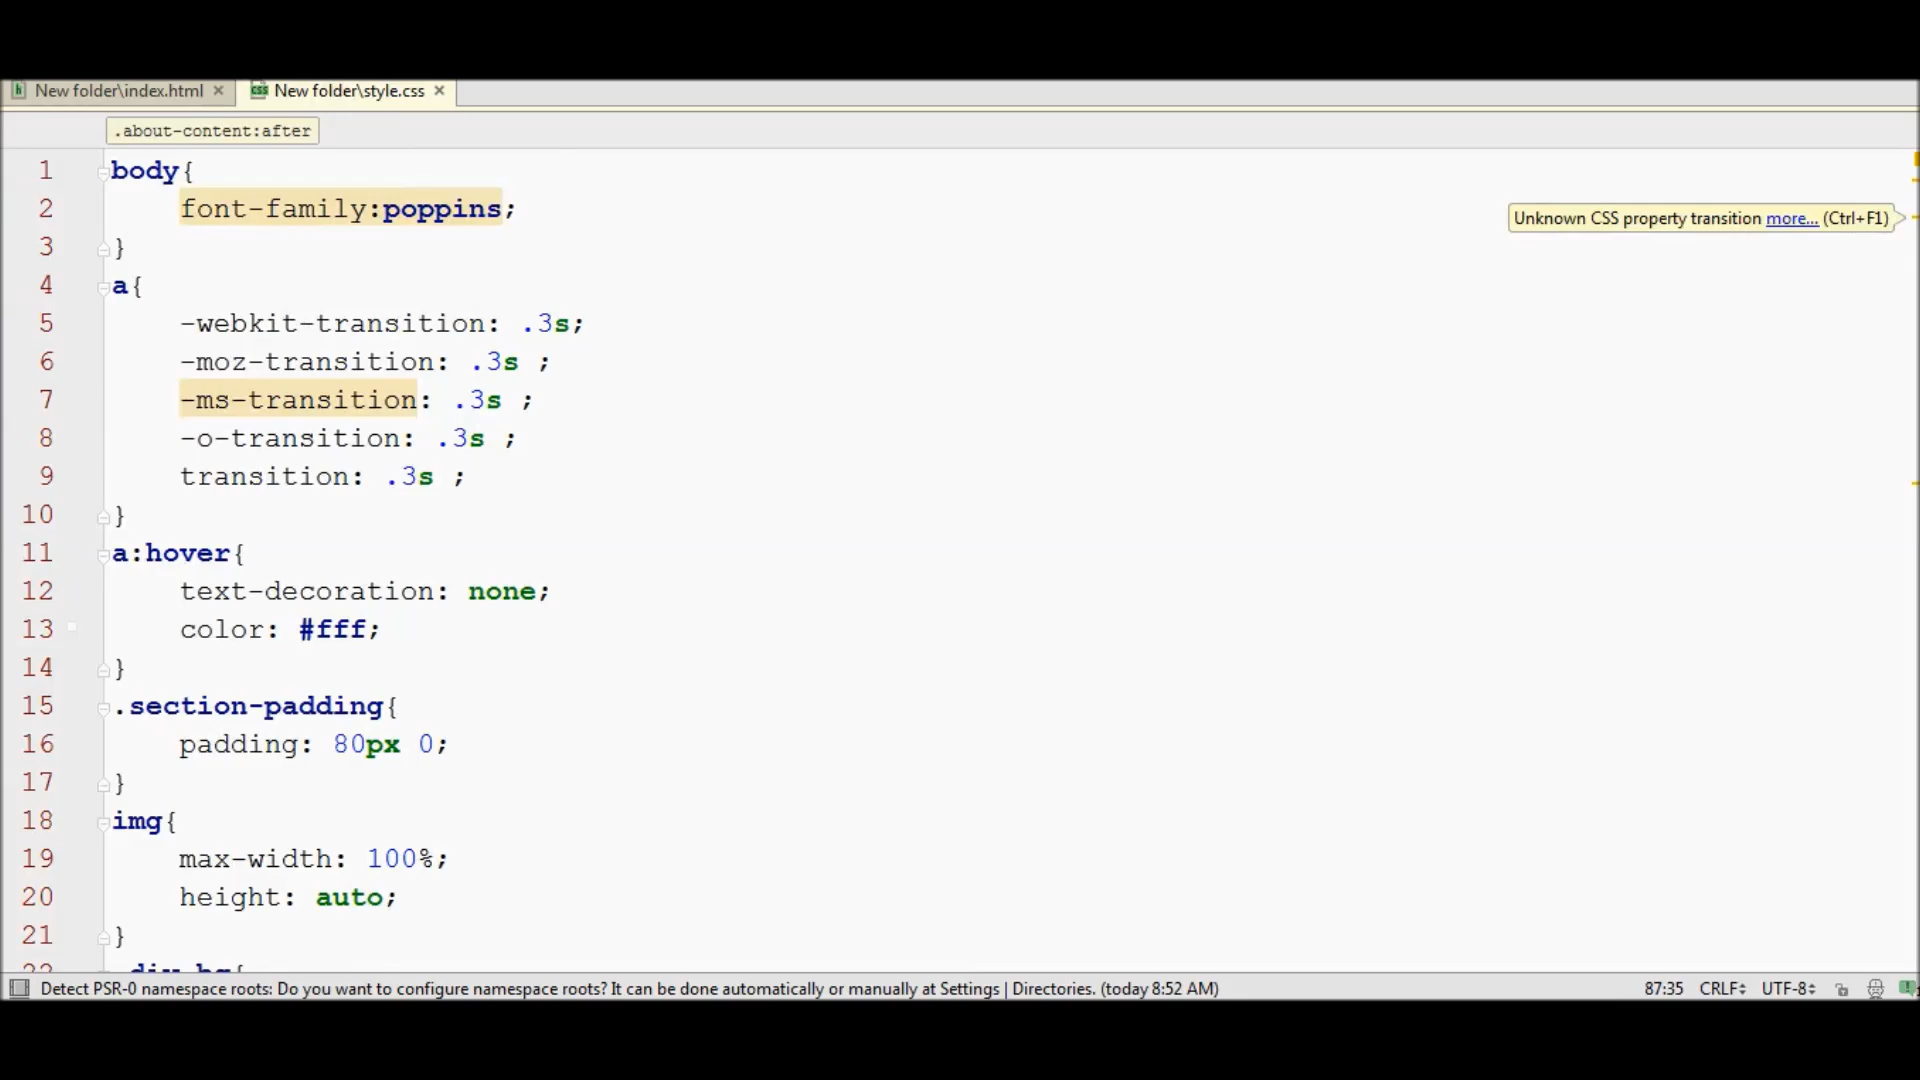 New folder\index.html
New folder\style.css
.about-content:after
1 body{
2 font-family:poppins;
Unknown CSS property transition more... (Ctrl+F1)
3 }
4 a{
5 -webkit-transition: .3s;
6 -moz-transition: .3s ;
7 -ms-transition: .3s ;
8 -o-transition: .3s ;
9 transition: .3s ;
10 }
11 a:hover{
12 text-decoration: none;
13 color: #fff;
14 }
15 .section-padding{
16 padding: 80px 0;
17 }
18 img{
19 max-width: 100%;
20 height: auto;
21 }
Detect PSR-0 namespace roots: Do you want to configure namespace roots? It can be done automatically or manually at Settings | Directories. (today 8:52 AM)
87:35 CRLF UTF-8